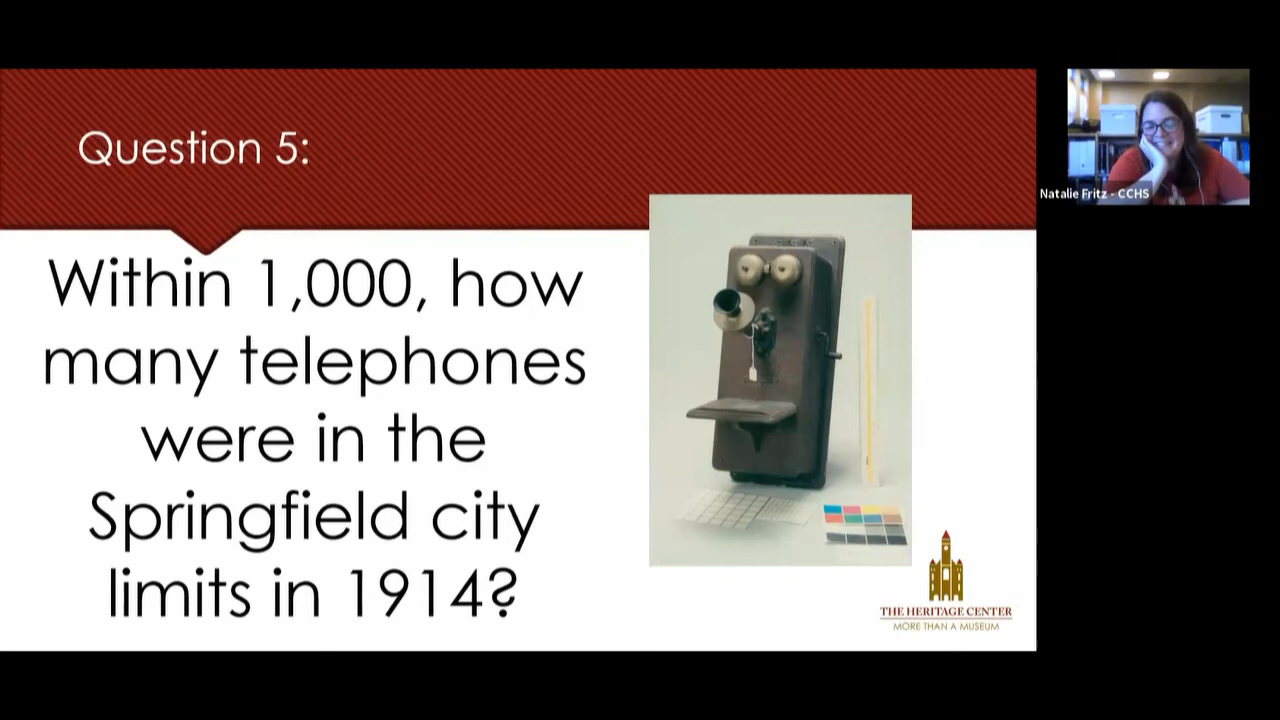 Question 5:
Within 1,000, how
many telephones
were in the
Springfield city
limits in 1914?
THE HERITAGE CENTER
MORE THAN A MUSEUM
Natalie Fritz - CCHS